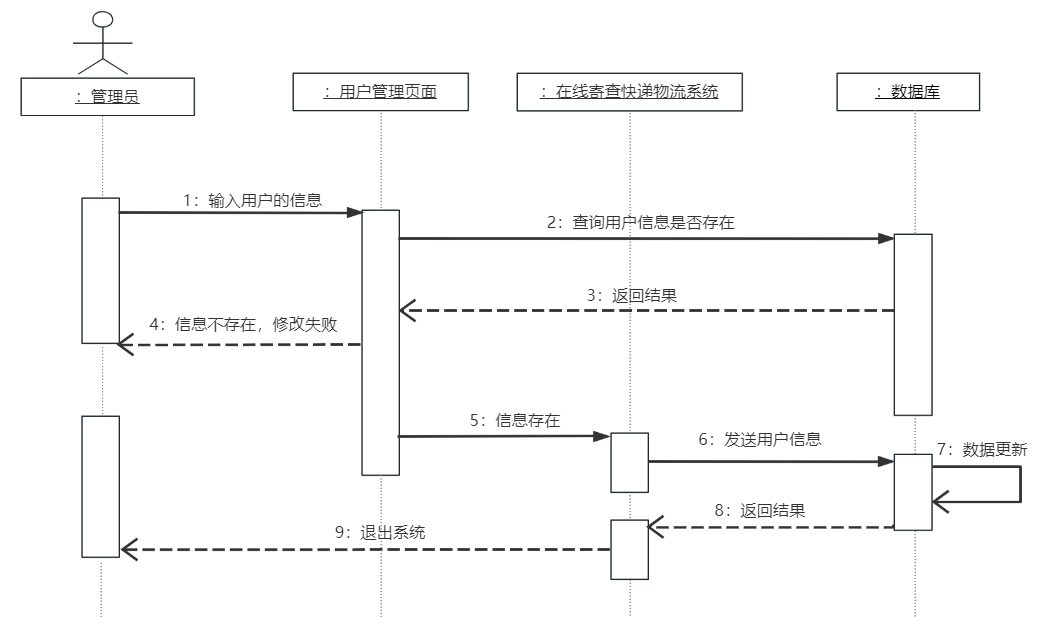 ：管理员
：用户管理页面
：在线寄查快递物流系统
：数据库
1：输入用户的信息
2：查询用户信息是否存在
3：返回结果
4：信息不存在，修改失败
5：信息存在
6：发送用户信息
7：数据更新
8：返回结果
9：退出系统